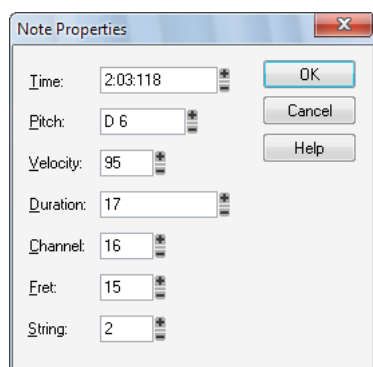 Note Properties
Time: 2:03:118 OK
Pitch: D 6 Cancel
Velocity: 95 Help
Duration: 17
Channel: 16
Fret: 15
String: 2